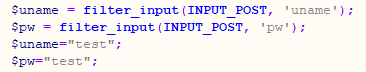 $uname = filter_input(INPUT_POST, 'uname');
$pw = filter_input(INPUT_POST, 'pw');
$uname="test";
$pw="test";